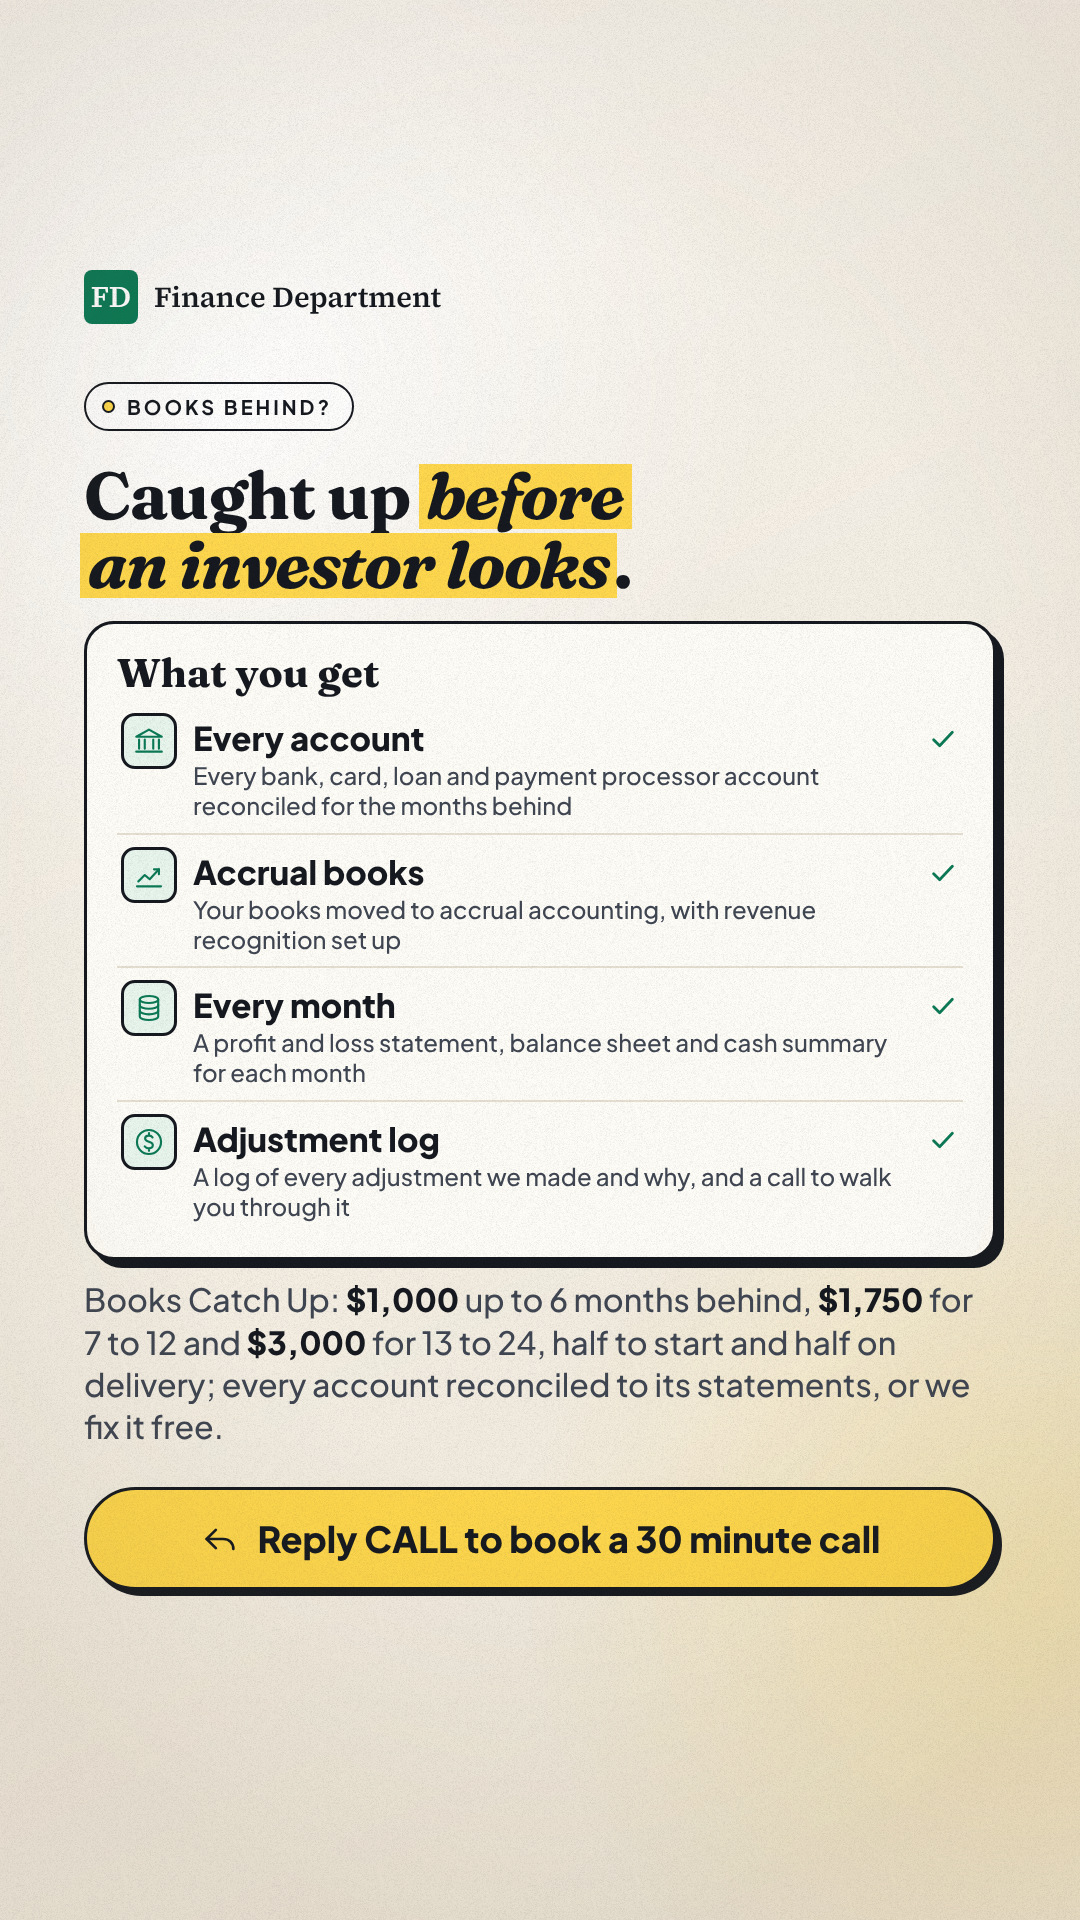 FD Finance Department
BOOKS BEHIND?
Caught up before
an investor looks.
What you get
Every account
Every bank, card, loan and payment processor account
reconciled for the months behind
Accrual books
Your books moved to accrual accounting, with revenue
recognition set up
Every month
A profit and loss statement, balance sheet and cash summary
for each month
Adjustment log
A log of every adjustment we made and why, and a call to walk
you through it
Books Catch Up: $1,000 up to 6 months behind, $1,750 for
7 to 12 and $3,000 for 13 to 24, half to start and half on
delivery; every account reconciled to its statements, or we
fix it free.
Reply CALL to book a 30 minute call